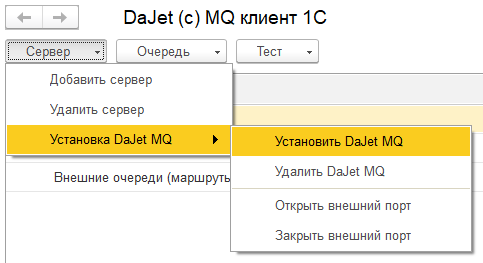 DaJet (c) MQ клиент 1С
Сервер
Очередь
Тест
Добавить сервер
Удалить сервер
Установка DaJet MQ
Установить DaJet MQ
Удалить DaJet MQ
Открыть внешний порт
Закрыть внешний порт
Внешние очереди